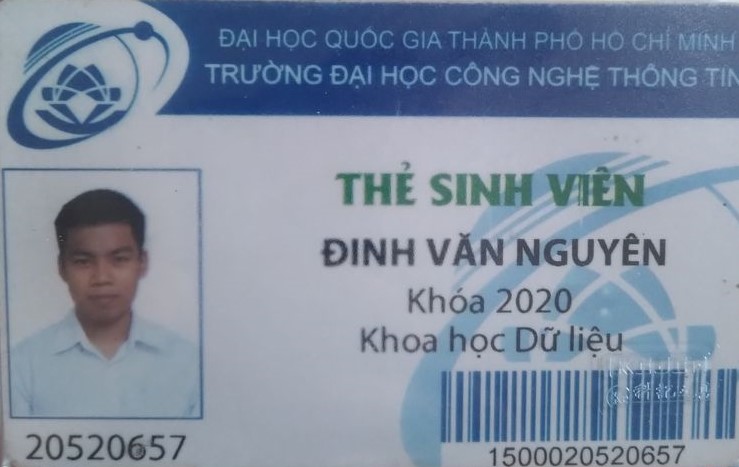 ĐẠI HỌC QUỐC GIA THÀNH PHỐ HỒ CHÍ MINH
TRƯỜNG ĐẠI HỌC CÔNG NGHỆ THÔNG TIN
THẺ SINH VIÊN
ĐINH VĂN NGUYÊN
Khóa 2020
Khoa học Dữ liệu
20520657
1500020520657